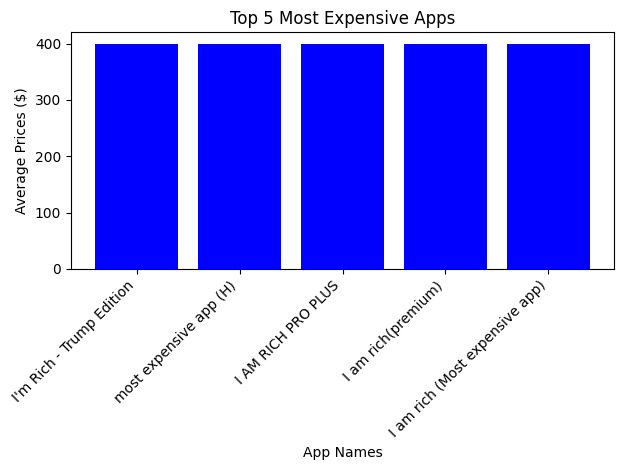 Top 5 Most Expensive Apps
Average Prices ($)
400
300
200
100
0
I'm Rich - Trump Edition
most expensive app (H)
I AM RICH PRO PLUS
I am rich(premium)
I am rich (Most expensive app)
App Names